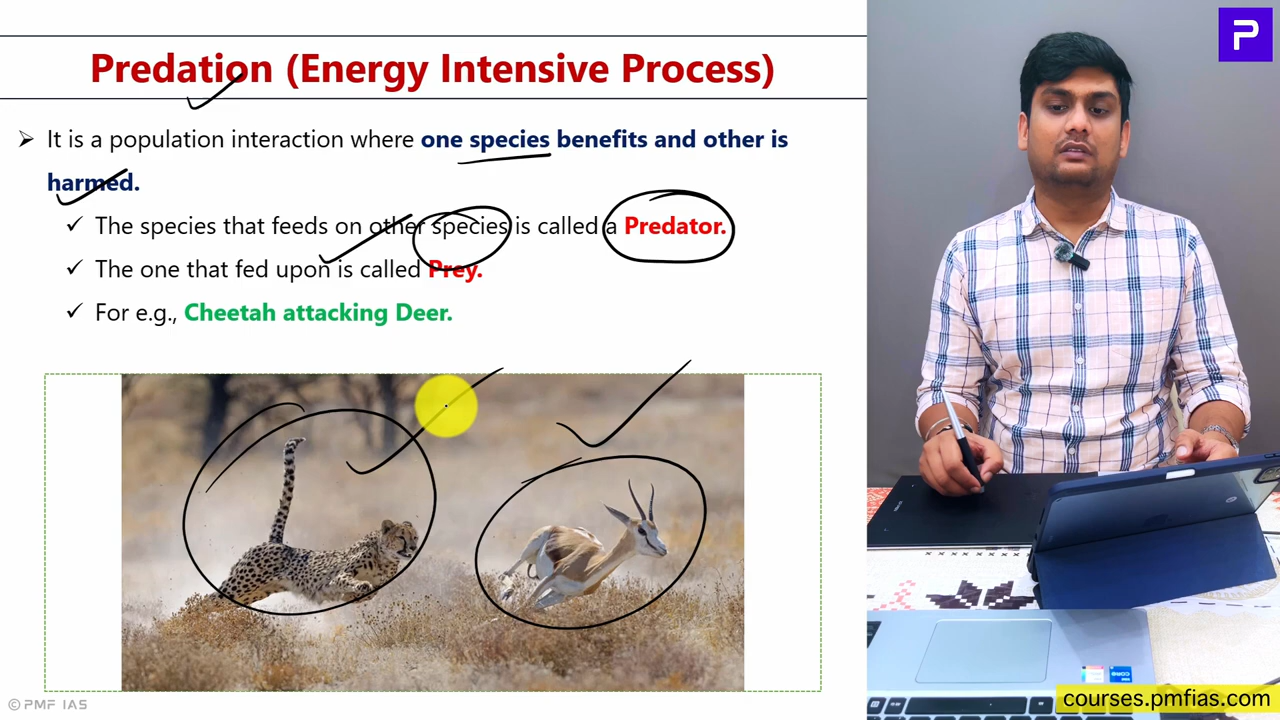 Predation (Energy Intensive Process)
➢ It is a population interaction where one species benefits and other is
harmed.
✓ The species that feeds on other species is called a Predator.
✓ The one that fed upon is called Prey.
✓ For e.g., Cheetah attacking Deer.
© PMF IAS
P
courses.pmfias.com